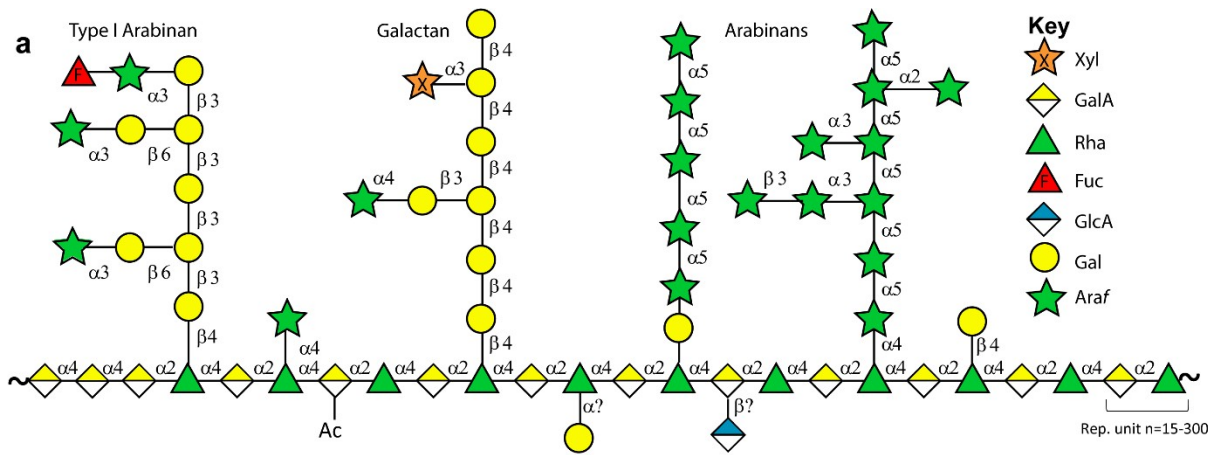 a
Type I Arabinan
Galactan
Arabinans
Key
X Xyl
GalA
Rha
F Fuc
GlcA
Gal
Araf
F
α3
β3
α3
β6
β3
β3
α3
β6
β3
β4
α4
β4
X
α3
β4
β4
α4
β3
β4
β4
β4
α5
α5
α5
α5
α5
α2
α5
α3
α5
β3
α3
α5
α5
α4
β4
α4 α4 α2 α4 α2 α4 α2 α4 α2 α4 α2 α4 α2 α4 α2 α4 α2 α4 α2 α4 α2 α4 α2
Ac
α?
β?
Rep. unit n=15-300